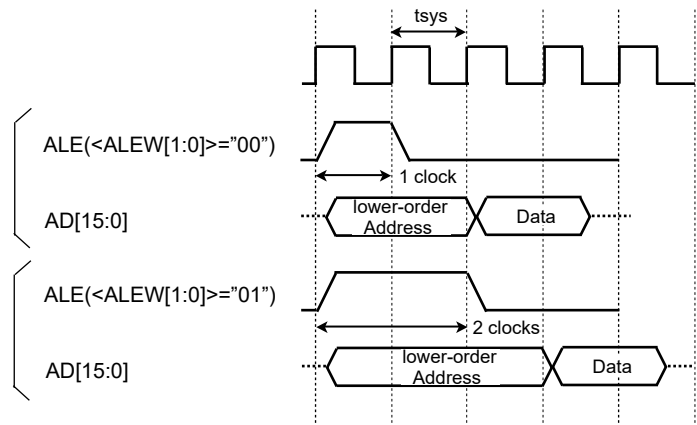 tsys
ALE(<ALEW[1:0]>=”00”)
1 clock
AD[15:0]
lower-order
Address
Data
ALE(<ALEW[1:0]>=”01”)
2 clocks
AD[15:0]
lower-order
Address
Data